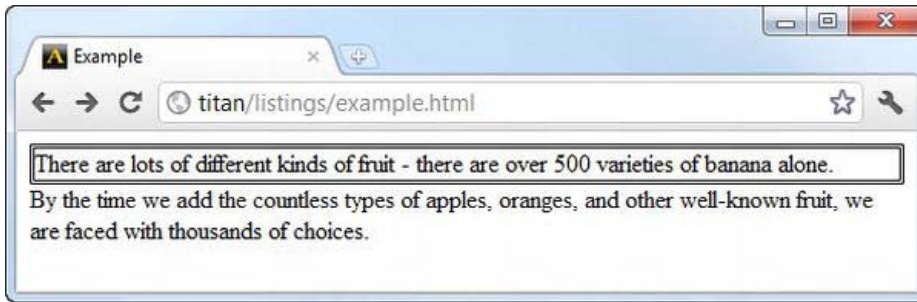 Example
titan/listings/example.html
There are lots of different kinds of fruit - there are over 500 varieties of banana alone.
By the time we add the countless types of apples, oranges, and other well-known fruit, we
are faced with thousands of choices.